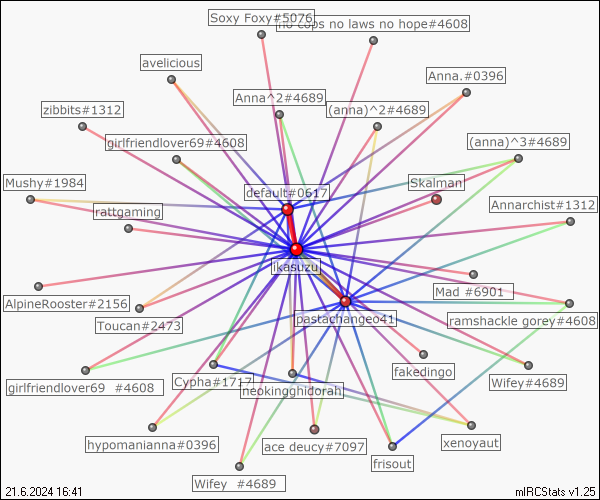 Soxy Foxy#5076
no cops no laws no hope#4608
avelicious
Anna.#0396
Anna^2#4689
(anna)^2#4689
zibbits#1312
girlfriendlover69#4608
(anna)^3#4689
Mushy#1984
default#0617
Skalman
rattgaming
Annarchist#1312
ikasuzu
AlpineRooster#2156
Mad #6901
Toucan#2473
pastachangeo41
ramshackle gorey#4608
fakedingo
girlfriendlover69 #4608
Cypha#1717
neokingghidorah
Wifey#4689
hypomanianna#0396
ace deucy#7097
xenoyaut
frisout
Wifey #4689
21.6.2024 16:41
mIRCStats v1.25